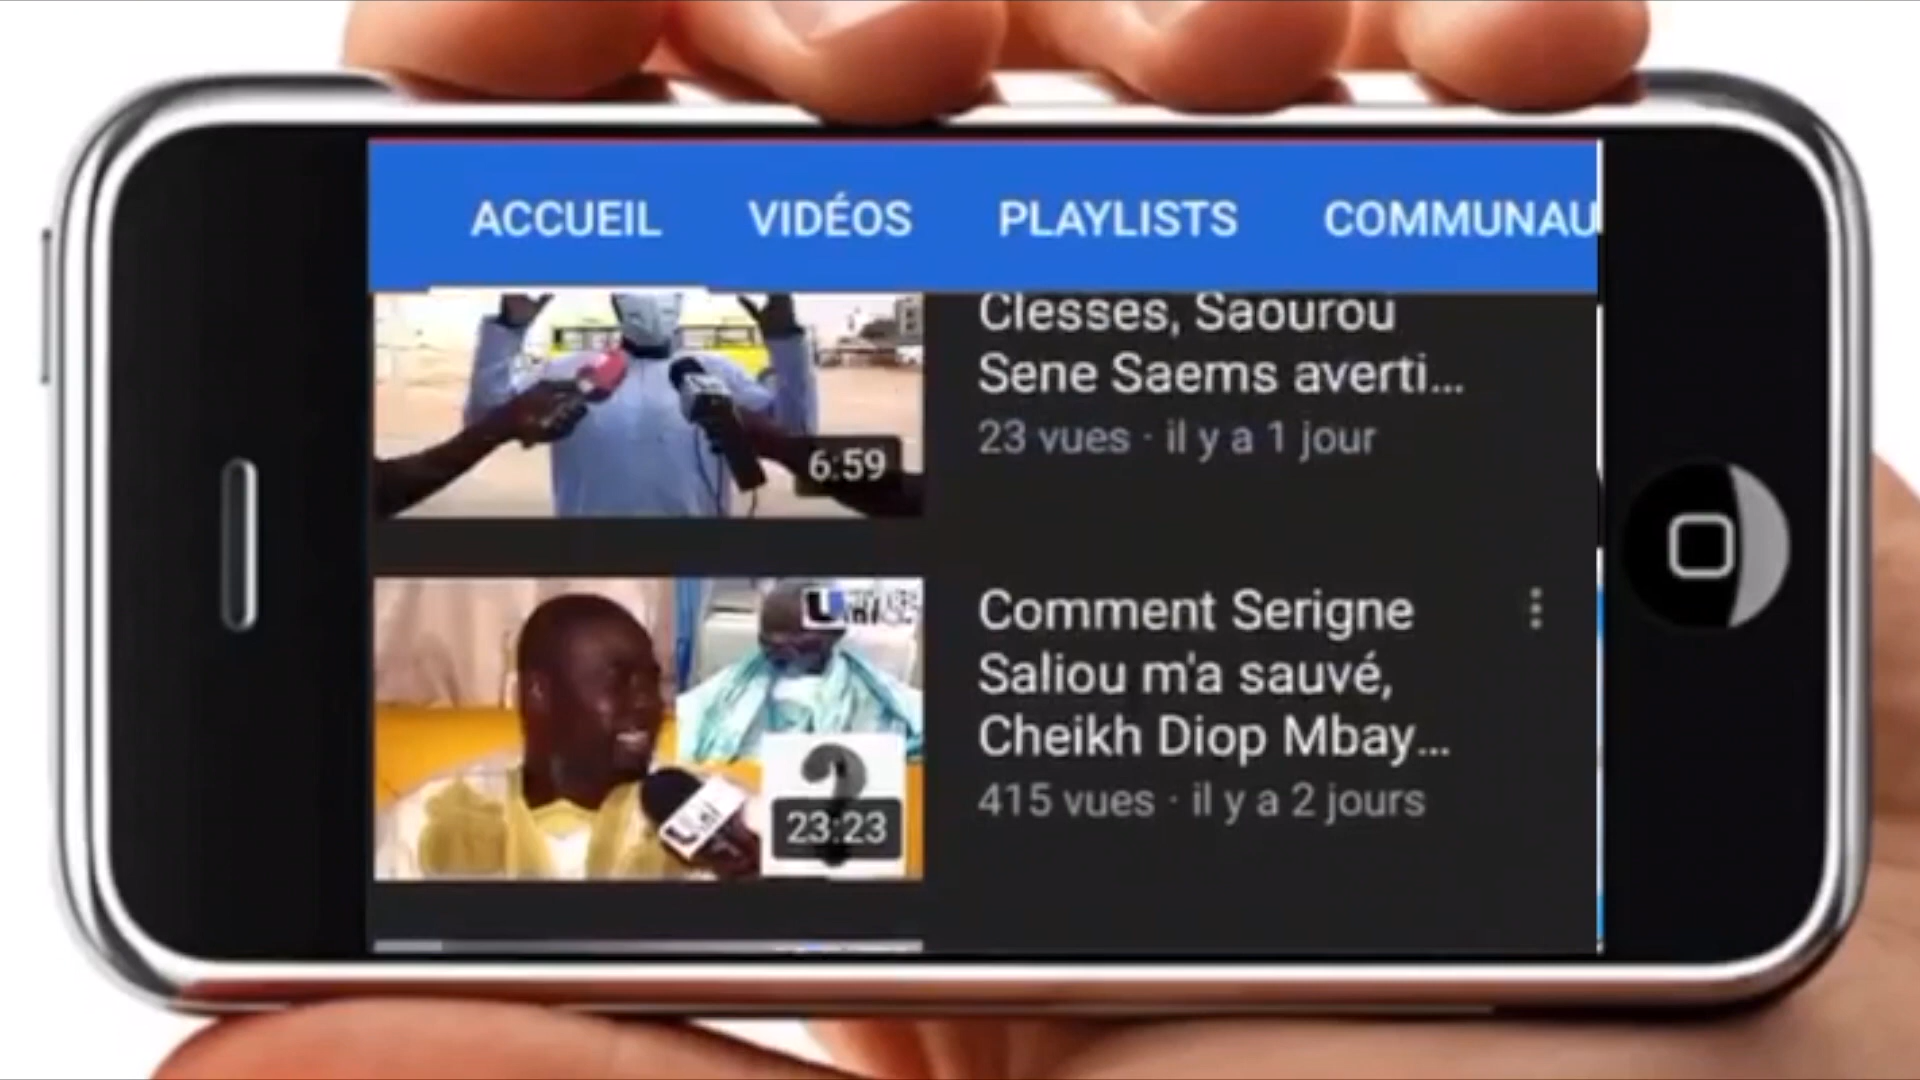 ACCUEIL VIDÉOS PLAYLISTS COMMUNAU
Clesses, Saourou
Sene Saems averti...
23 vues · il y a 1 jour
6:59
Comment Serigne
Saliou m'a sauvé,
Cheikh Diop Mbay...
415 vues · il y a 2 jours
23:23